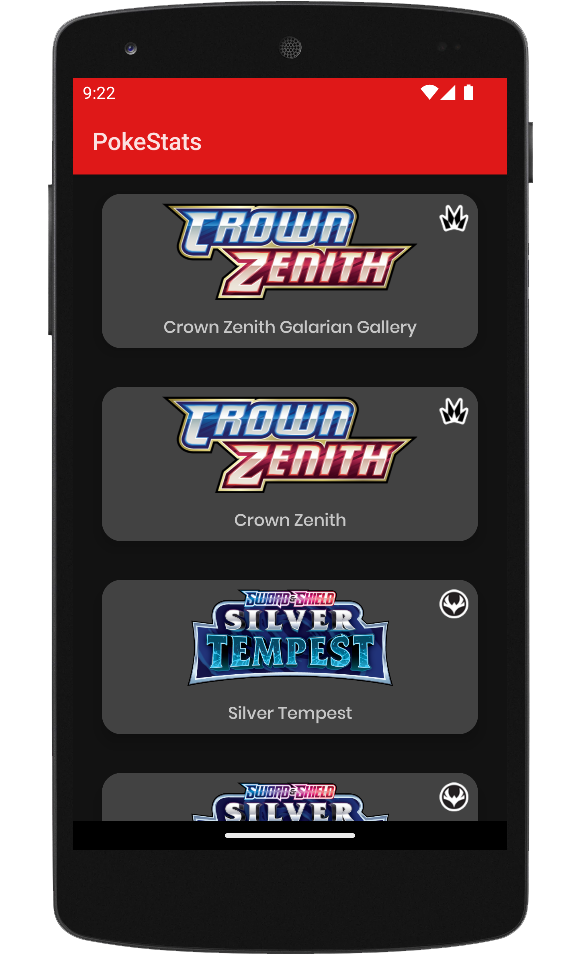 9:22
PokeStats
CROWN
ZENITH
Crown Zenith Galarian Gallery
CROWN
ZENITH
Crown Zenith
SWORD & SHIELD
SILVER
TEMPEST
Silver Tempest
SWORD & SHIELD
SILVER